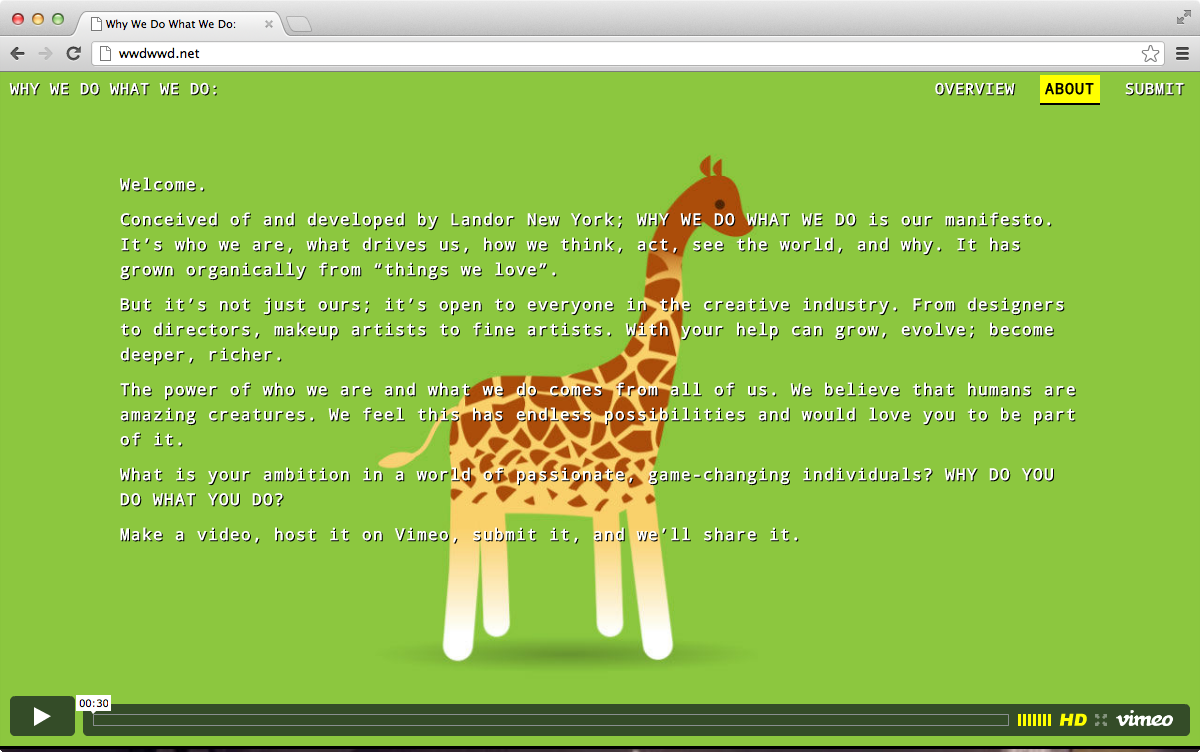 Why We Do What We Do:
wwdwwd.net
WHY WE DO WHAT WE DO:
OVERVIEW
ABOUT
SUBMIT
Welcome.
Conceived of and developed by Landor New York; WHY WE DO WHAT WE DO is our manifesto.
It’s who we are, what drives us, how we think, act, see the world, and why. It has
grown organically from “things we love”.
But it’s not just ours; it’s open to everyone in the creative industry. From designers
to directors, makeup artists to fine artists. With your help can grow, evolve; become
deeper, richer.
The power of who we are and what we do comes from all of us. We believe that humans are
amazing creatures. We feel this has endless possibilities and would love you to be part
of it.
What is your ambition in a world of passionate, game-changing individuals? WHY DO YOU
DO WHAT YOU DO?
Make a video, host it on Vimeo, submit it, and we’ll share it.
00:30
HD
vimeo